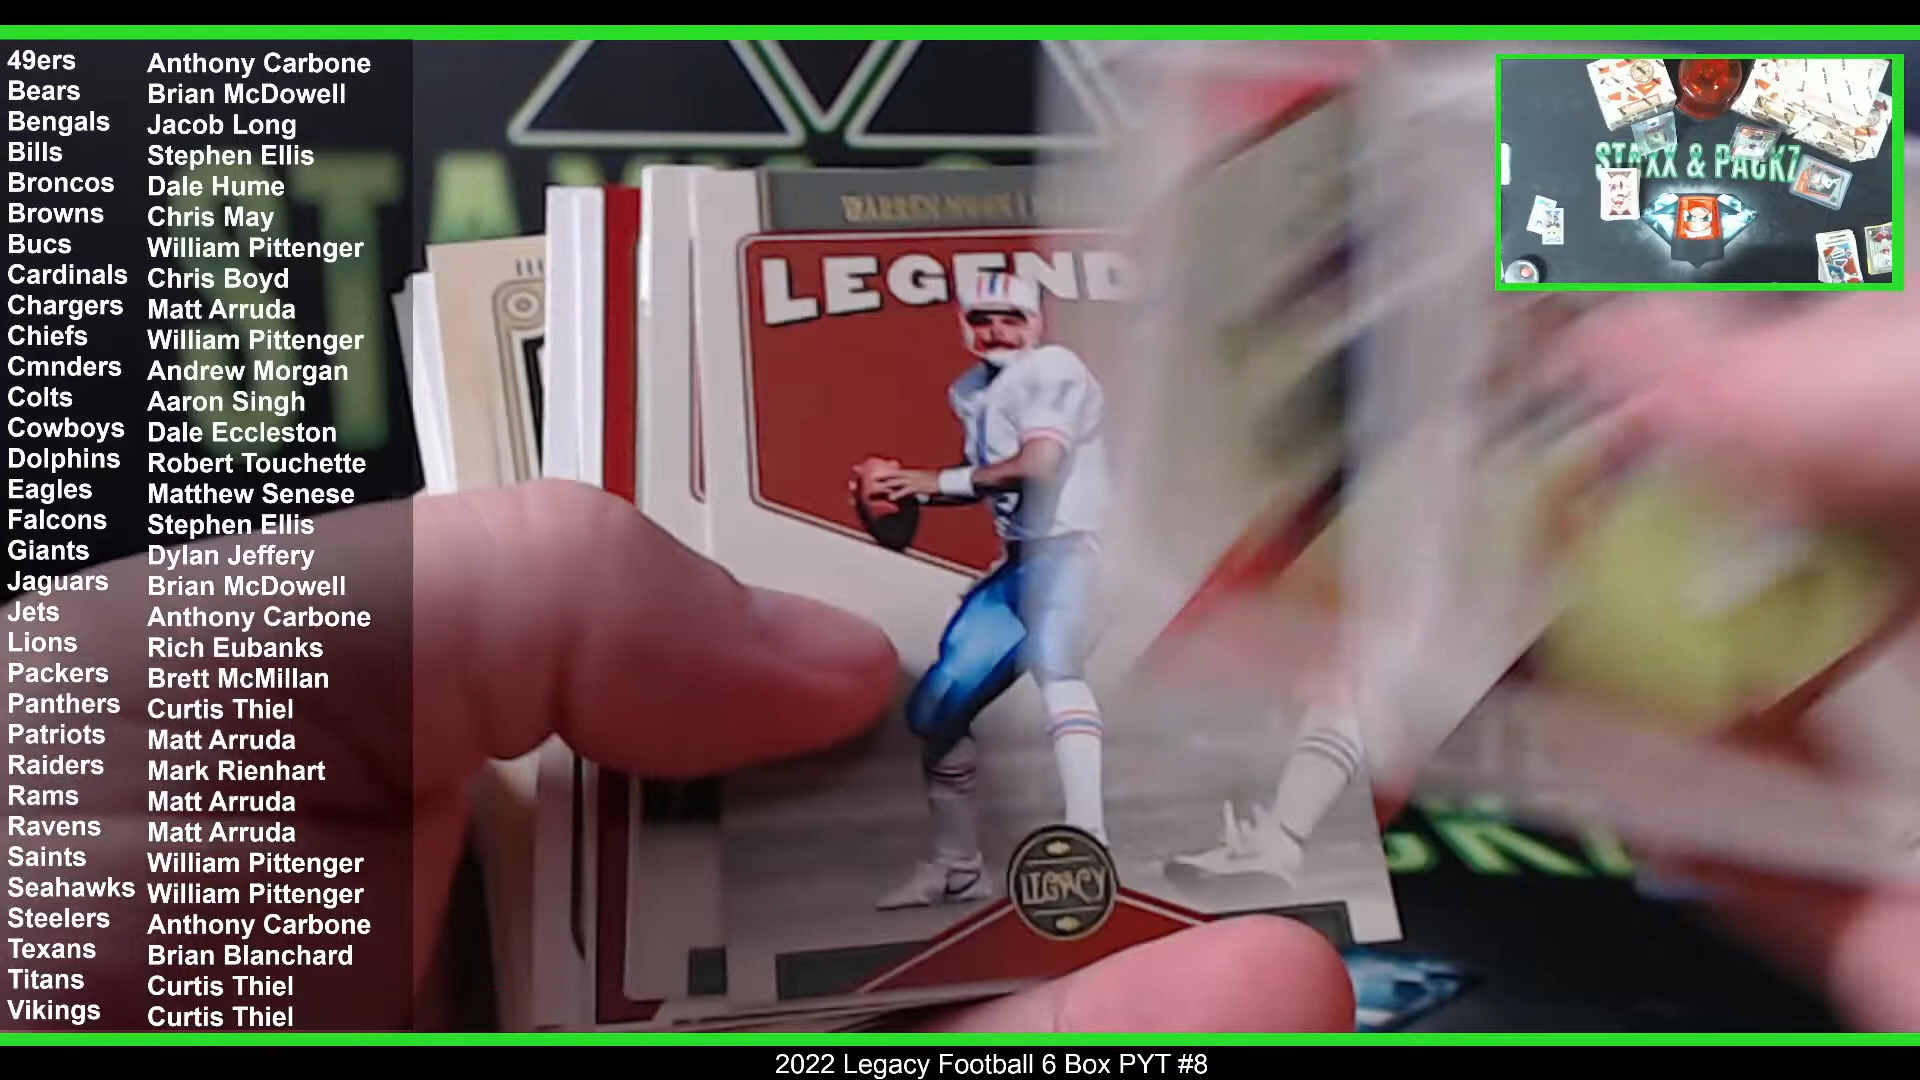 49ers Anthony Carbone
Bears Brian McDowell
Bengals Jacob Long
Bills Stephen Ellis
Broncos Dale Hume
Browns Chris May
Bucs William Pittenger
Cardinals Chris Boyd
Chargers Matt Arruda
Chiefs William Pittenger
Cmnders Andrew Morgan
Colts Aaron Singh
Cowboys Dale Eccleston
Dolphins Robert Touchette
Eagles Matthew Senese
Falcons Stephen Ellis
Giants Dylan Jeffery
Jaguars Brian McDowell
Jets Anthony Carbone
Lions Rich Eubanks
Packers Brett McMillan
Panthers Curtis Thiel
Patriots Matt Arruda
Raiders Mark Rienhart
Rams Matt Arruda
Ravens Matt Arruda
Saints William Pittenger
Seahawks William Pittenger
Steelers Anthony Carbone
Texans Brian Blanchard
Titans Curtis Thiel
Vikings Curtis Thiel
WARREN MOON
LEGEND
LEGACY
STAXX & PACKZ
2022 Legacy Football 6 Box PYT #8